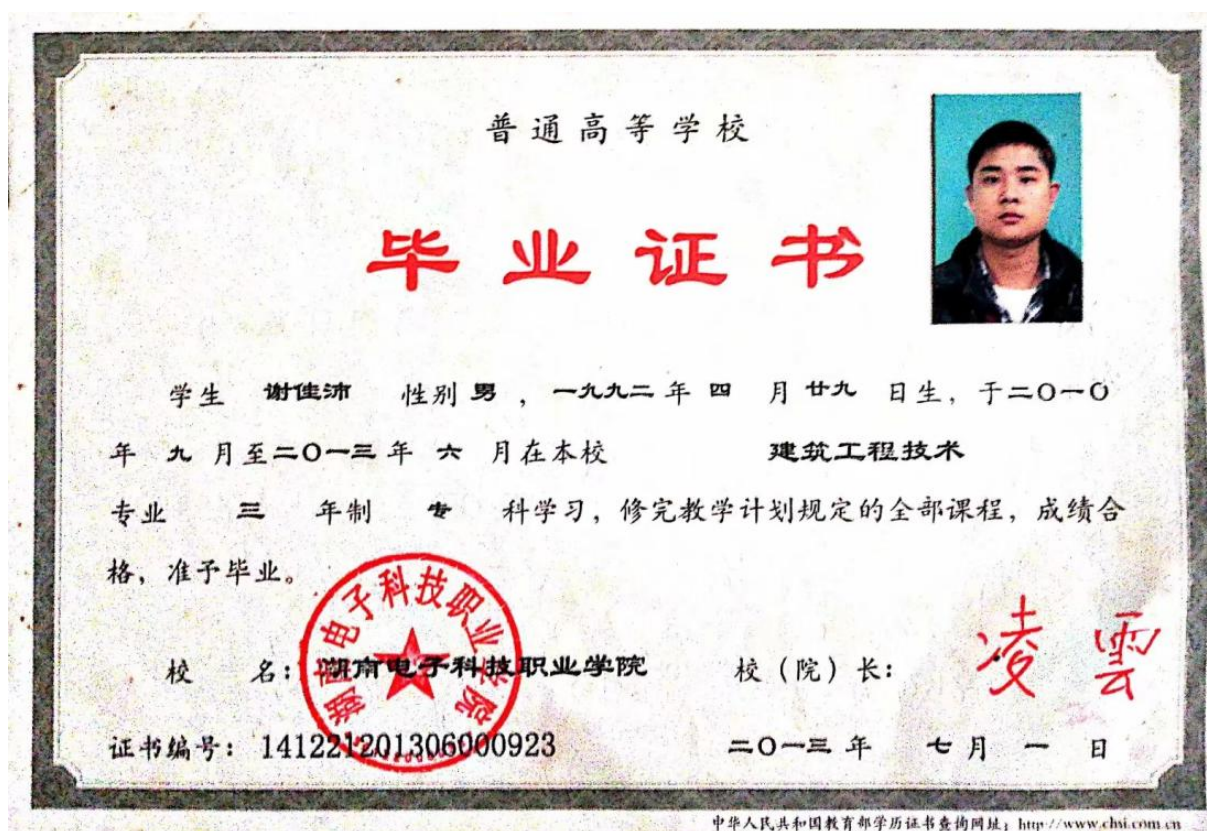 普通高等学校
毕业证书
学生 谢佳沛 性别 男 ，一九九二 年 四 月 廿九 日生，于二〇一〇
年 九 月至二〇一三年 六 月在本校 建筑工程技术
专业 三 年制 专 科学习，修完教学计划规定的全部课程，成绩合
格，准予毕业。
湖南电子科技职业学院
校 名：湖南电子科技职业学院 校（院）长：凌雲
证书编号：141221201306000923 二〇一三 年 七 月 一 日
中华人民共和国教育部学历证书查询网址：http://www.chsi.com.cn